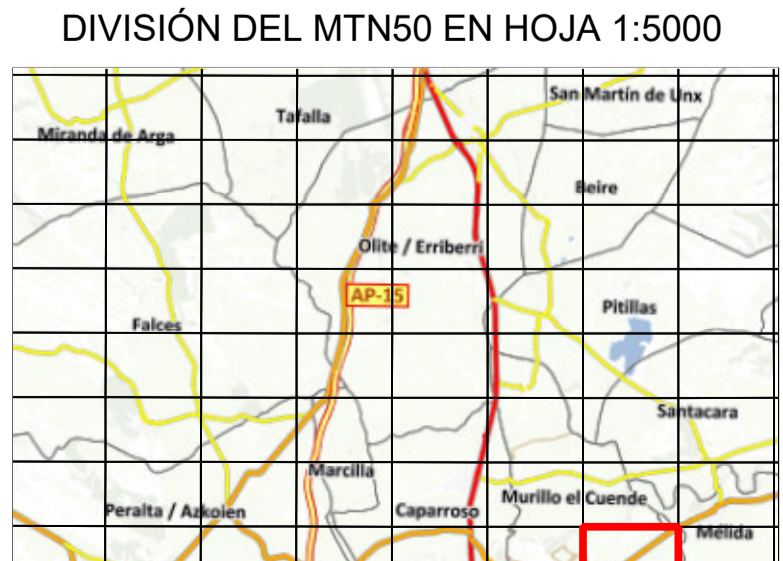 DIVISIÓN DEL MTN50 EN HOJA 1:5000
San Martín de Unx
Tafalla
Miranda de Arga
Beire
Olite / Erriberri
AP-15
Pitillas
Falces
Santacara
Marcilla
Murillo el Cuende
Peralta / Azkoien
Caparroso
Mélida